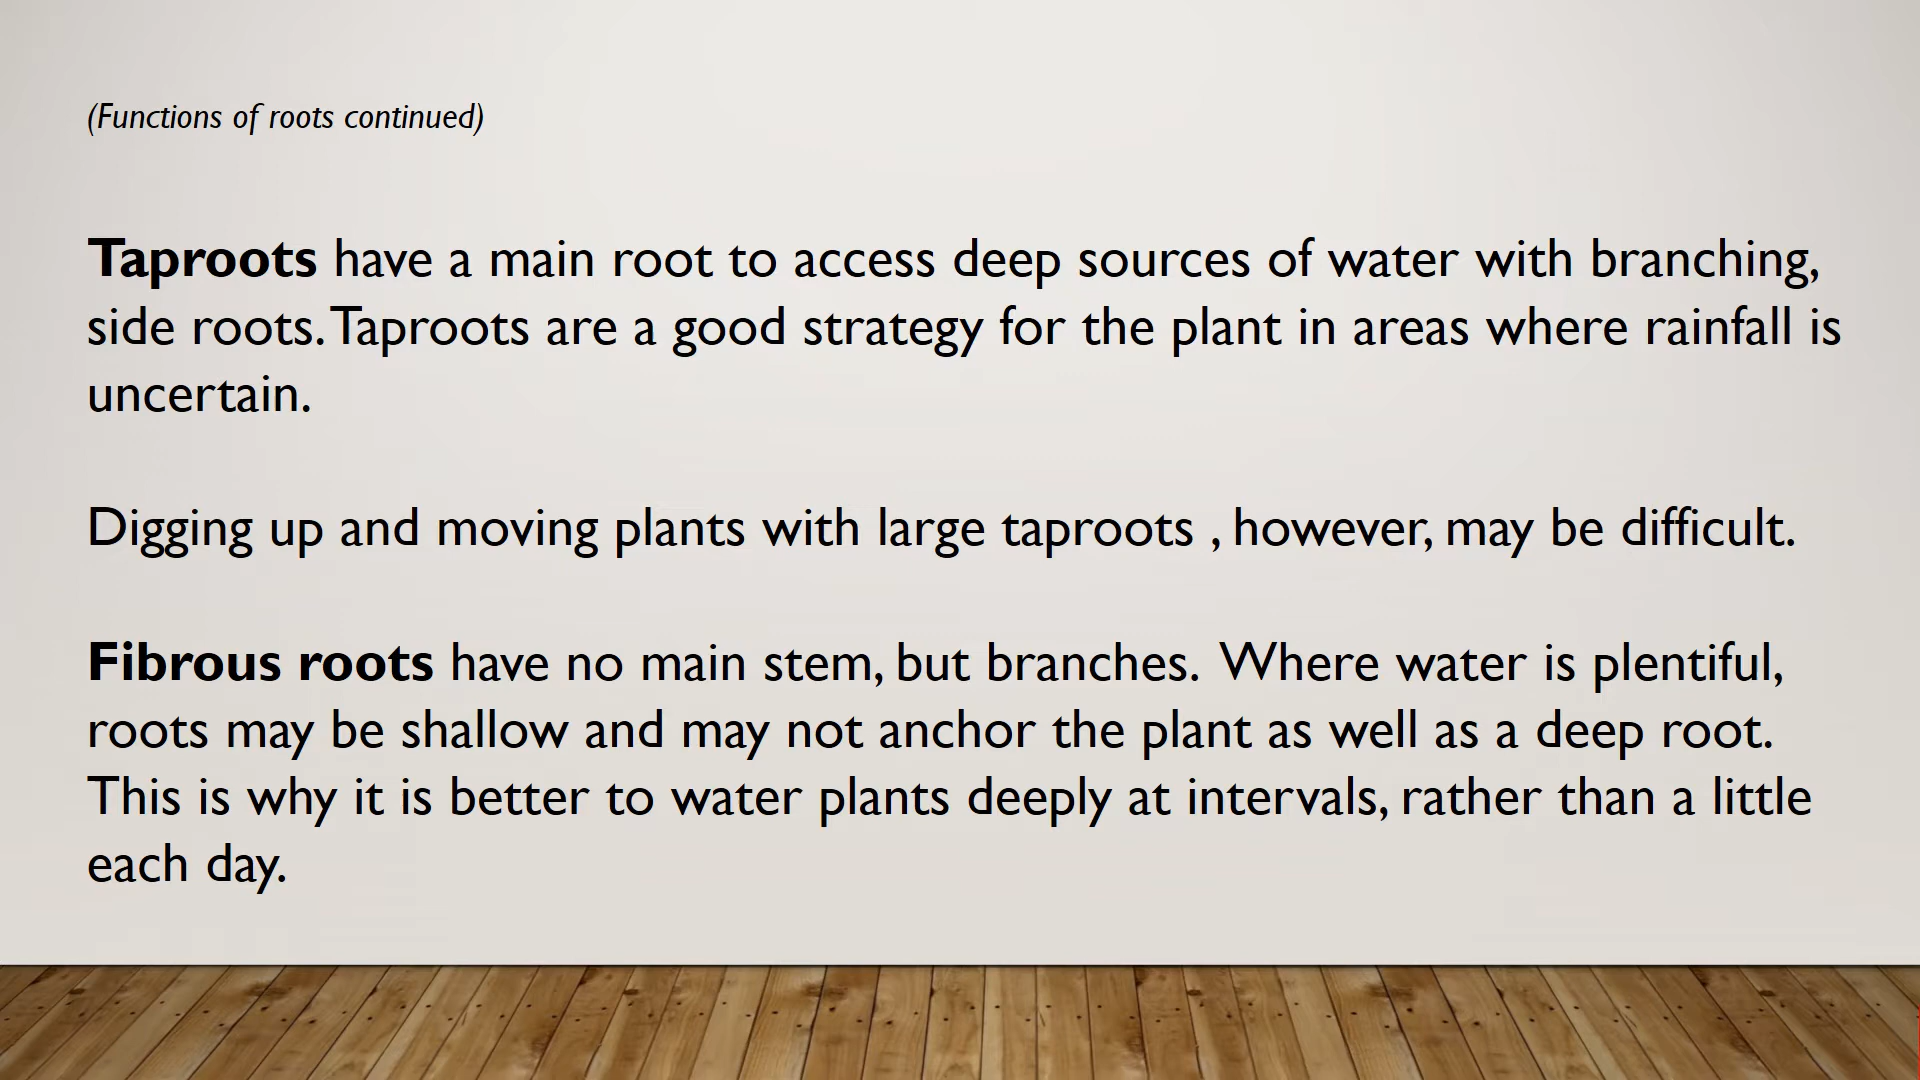 (Functions of roots continued)
Taproots have a main root to access deep sources of water with branching,
side roots. Taproots are a good strategy for the plant in areas where rainfall is
uncertain.
Digging up and moving plants with large taproots , however, may be difficult.
Fibrous roots have no main stem, but branches.  Where water is plentiful,
roots may be shallow and may not anchor the plant as well as a deep root.
This is why it is better to water plants deeply at intervals, rather than a little
each day.